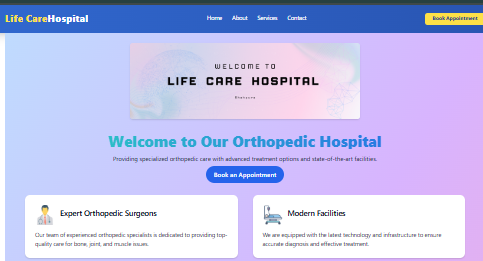 Life CareHospital
Home About Services Contact
Book Appointment
WELCOME TO
LIFE CARE HOSPITAL
Welcome to Our Orthopedic Hospital
Providing specialized orthopedic care with advanced treatment options and state-of-the-art facilities.
Book an Appointment
Expert Orthopedic Surgeons
Our team of experienced orthopedic specialists is dedicated to providing top-
quality care for bone, joint, and muscle issues.
Modern Facilities
We are equipped with the latest technology and infrastructure to ensure
accurate diagnosis and effective treatment.